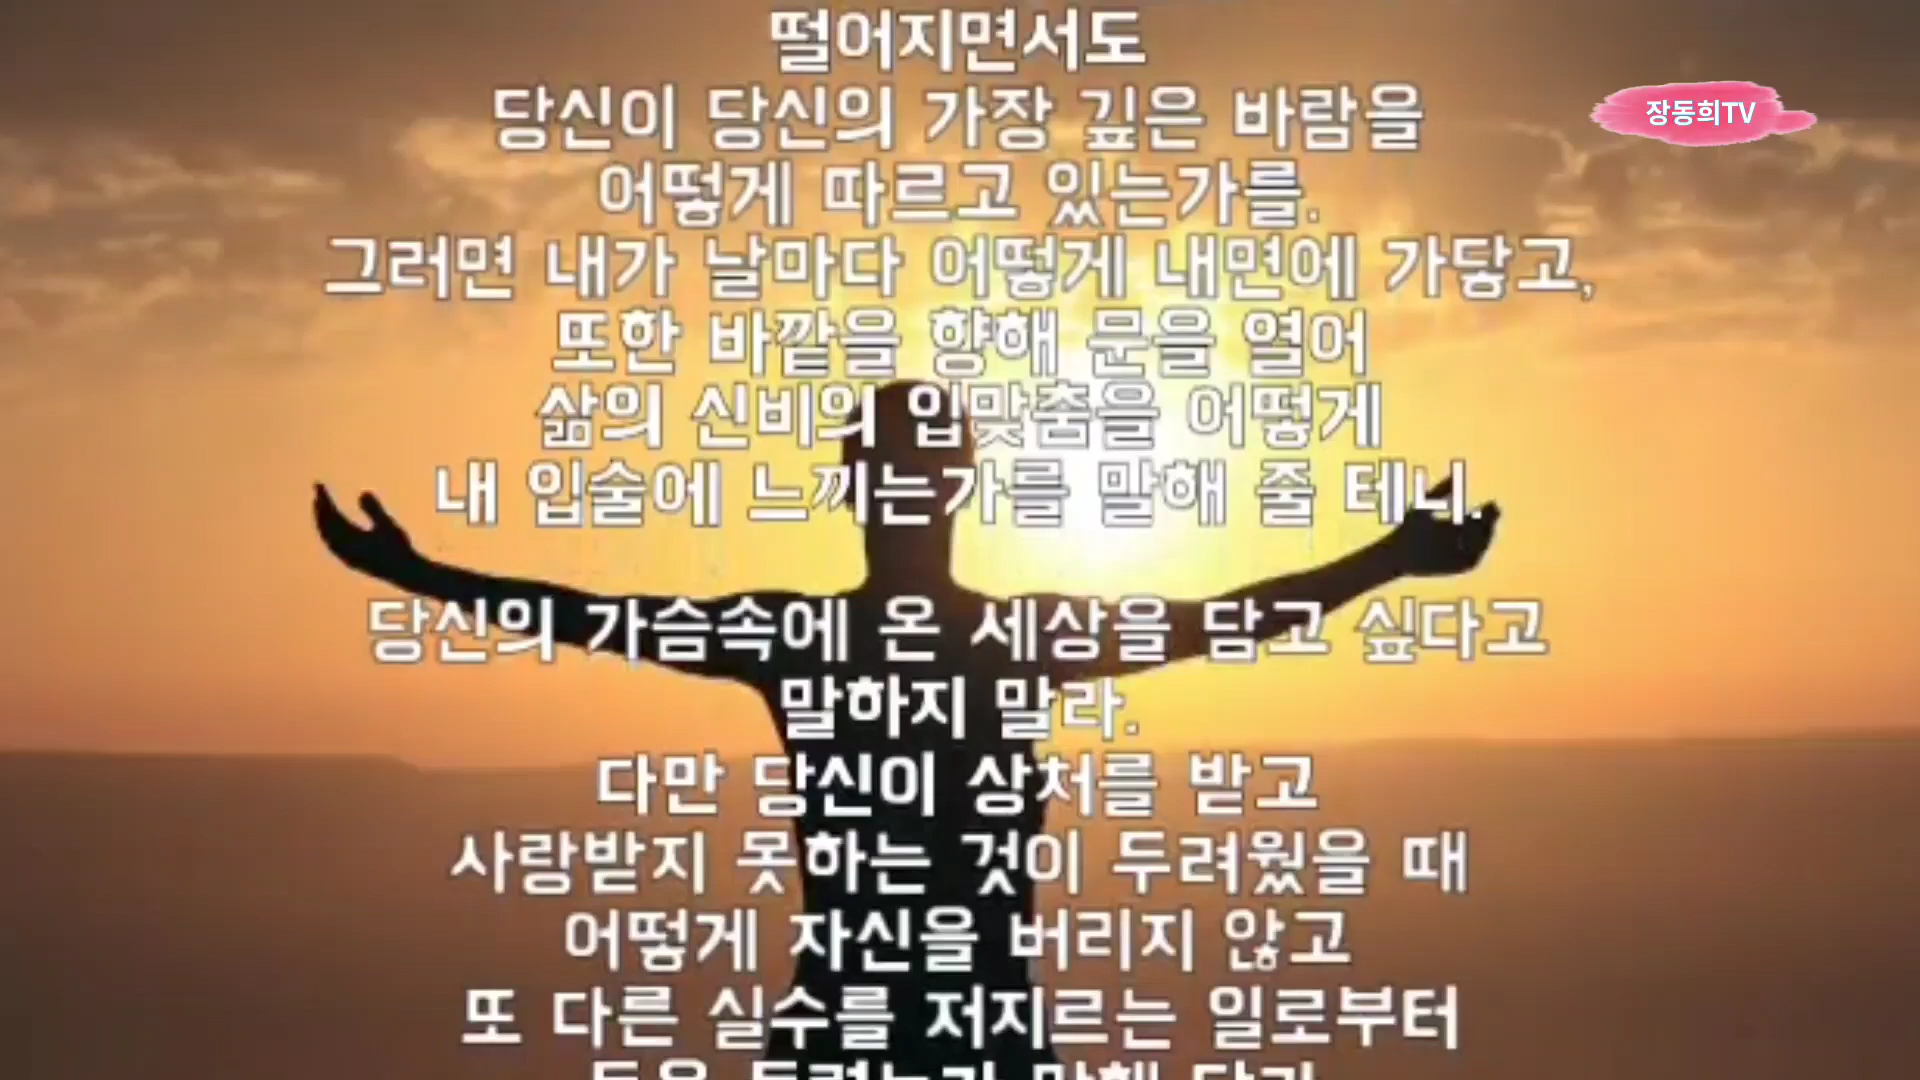 떨어지면서도
당신이 당신의 가장 깊은 바람을
장동희TV
어떻게 따르고 있는가를.
그러면 내가 날마다 어떻게 내면에 가닿고,
또한 바깥을 향해 문을 열어
삶의 신비의 입맞춤을 어떻게
내 입술에 느끼는가를 말해 줄 테니.
당신의 가슴속에 온 세상을 담고 싶다고
말하지 말라.
다만 당신이 상처를 받고
사랑받지 못하는 것이 두려웠을 때
어떻게 자신을 버리지 않고
또 다른 실수를 저지르는 일로부터